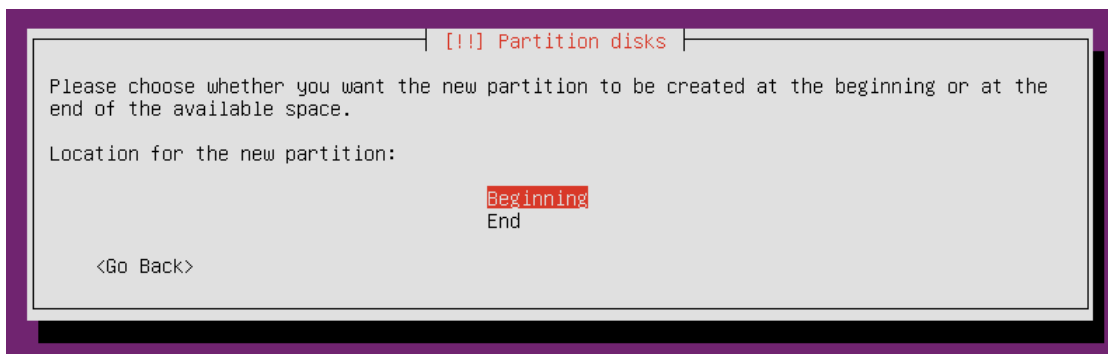 [!!] Partition disks
Please choose whether you want the new partition to be created at the beginning or at the
end of the available space.
Location for the new partition:
Beginning
End
<Go Back>